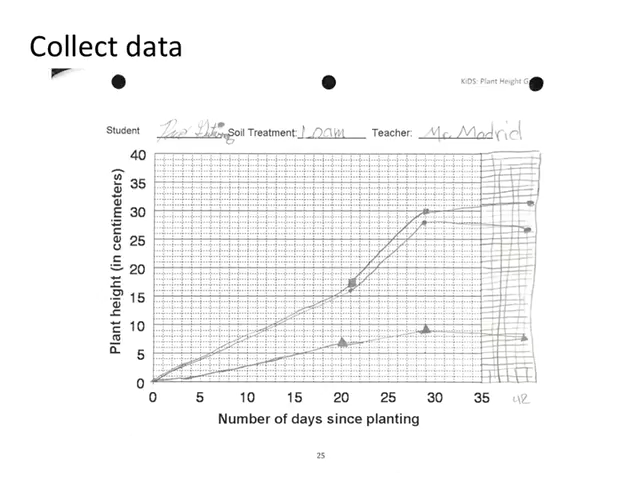 Collect data
KiDS: Plant Height G
Student Soil Treatment: Loam Teacher: Mr. Madrid
Plant height (in centimeters)
40
35
30
25
20
15
10
5
0
0 5 10 15 20 25 30 35 42
Number of days since planting
25